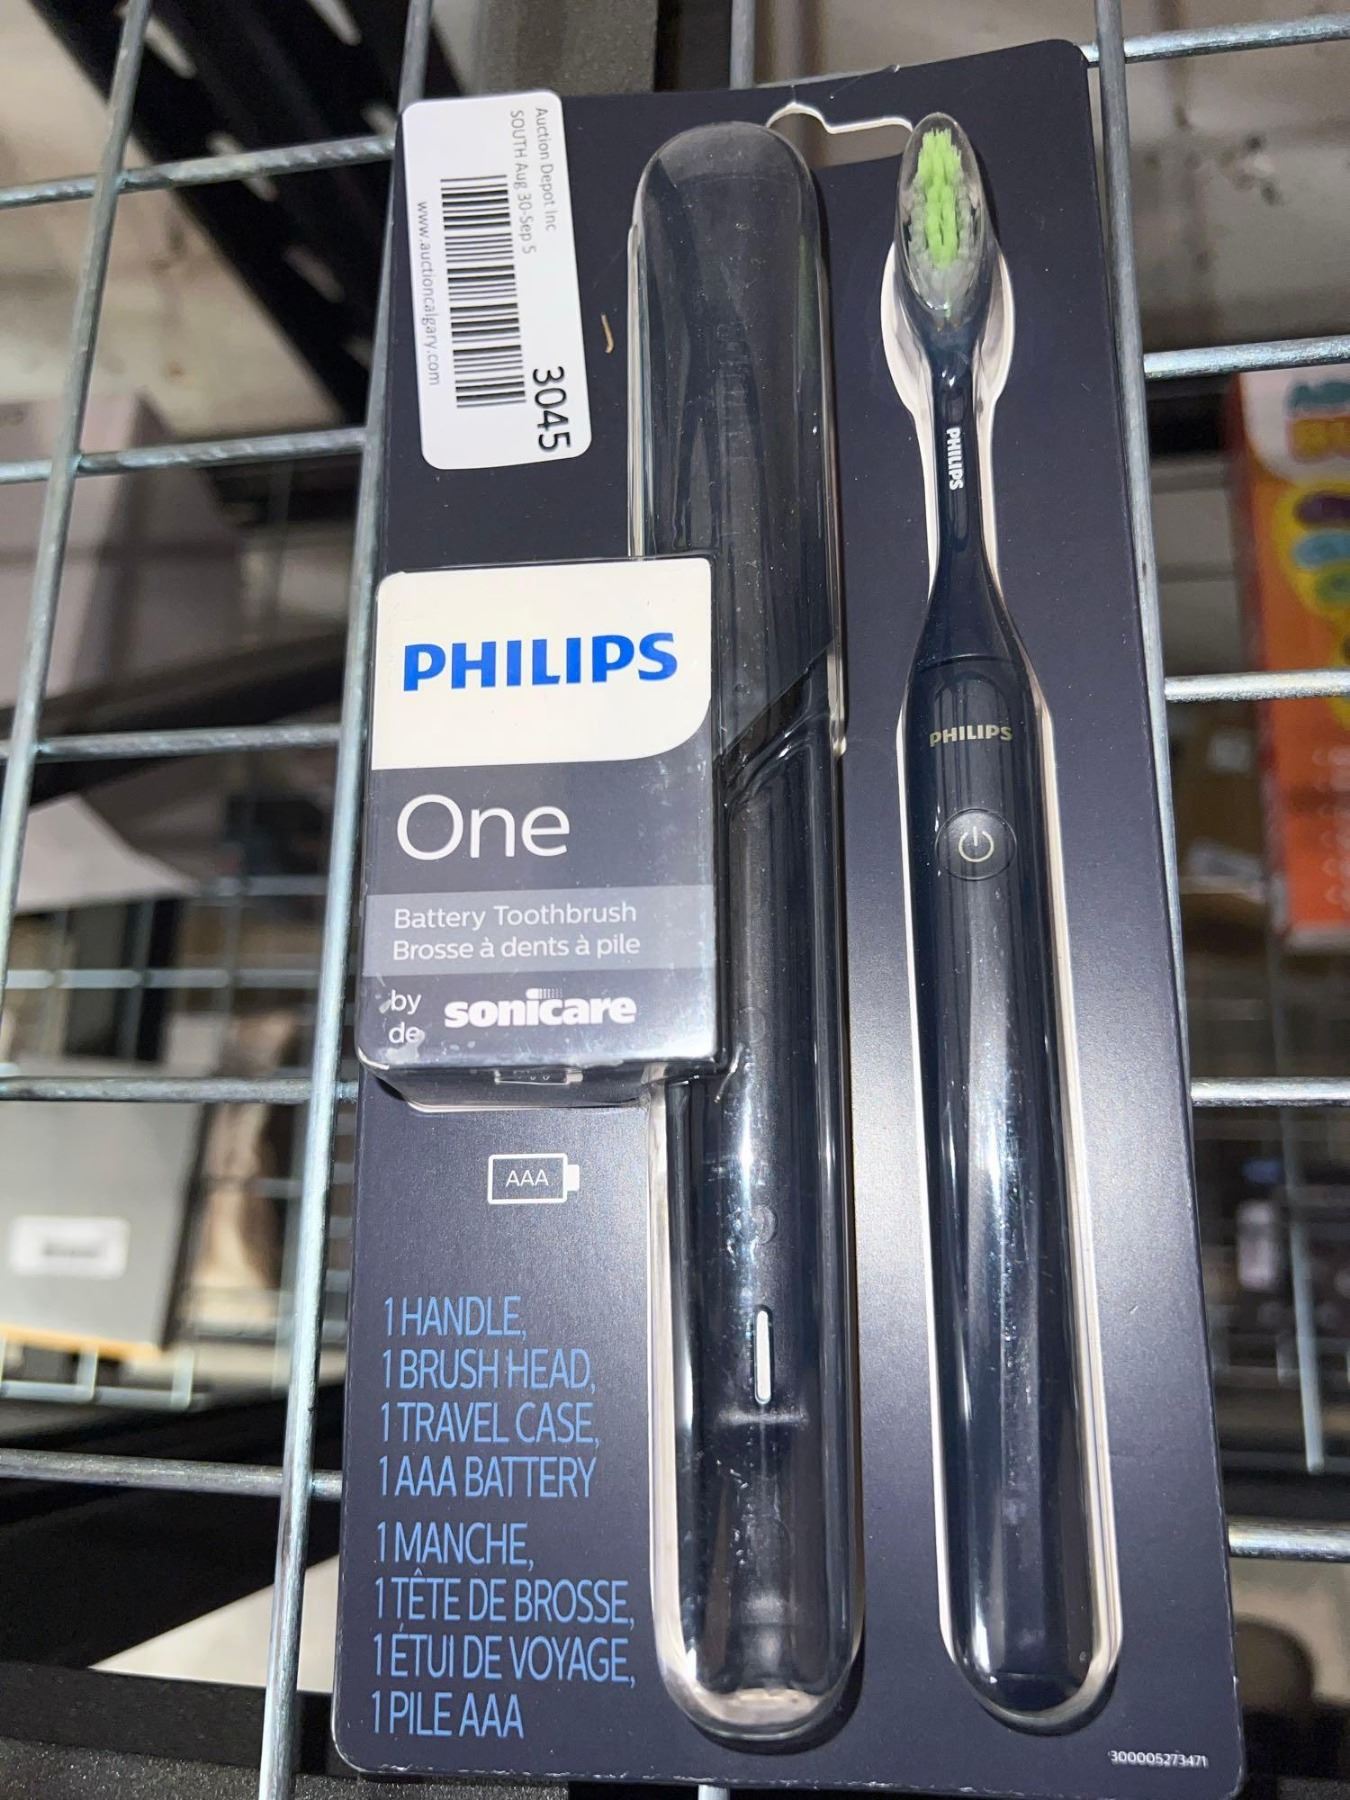 Auction Depot Inc
SOUTH Aug 30-Sep 5
3045
www.auctioncalgary.com
PHILIPS
PHILIPS
PHILIPS
One
Battery Toothbrush
Brosse à dents à pile
by
de
sonicare
AAA
1 HANDLE,
1 BRUSH HEAD,
1 TRAVEL CASE,
1 AAA BATTERY
1 MANCHE,
1 TÊTE DE BROSSE,
1 ÉTUI DE VOYAGE,
1 PILE AAA
300005273471